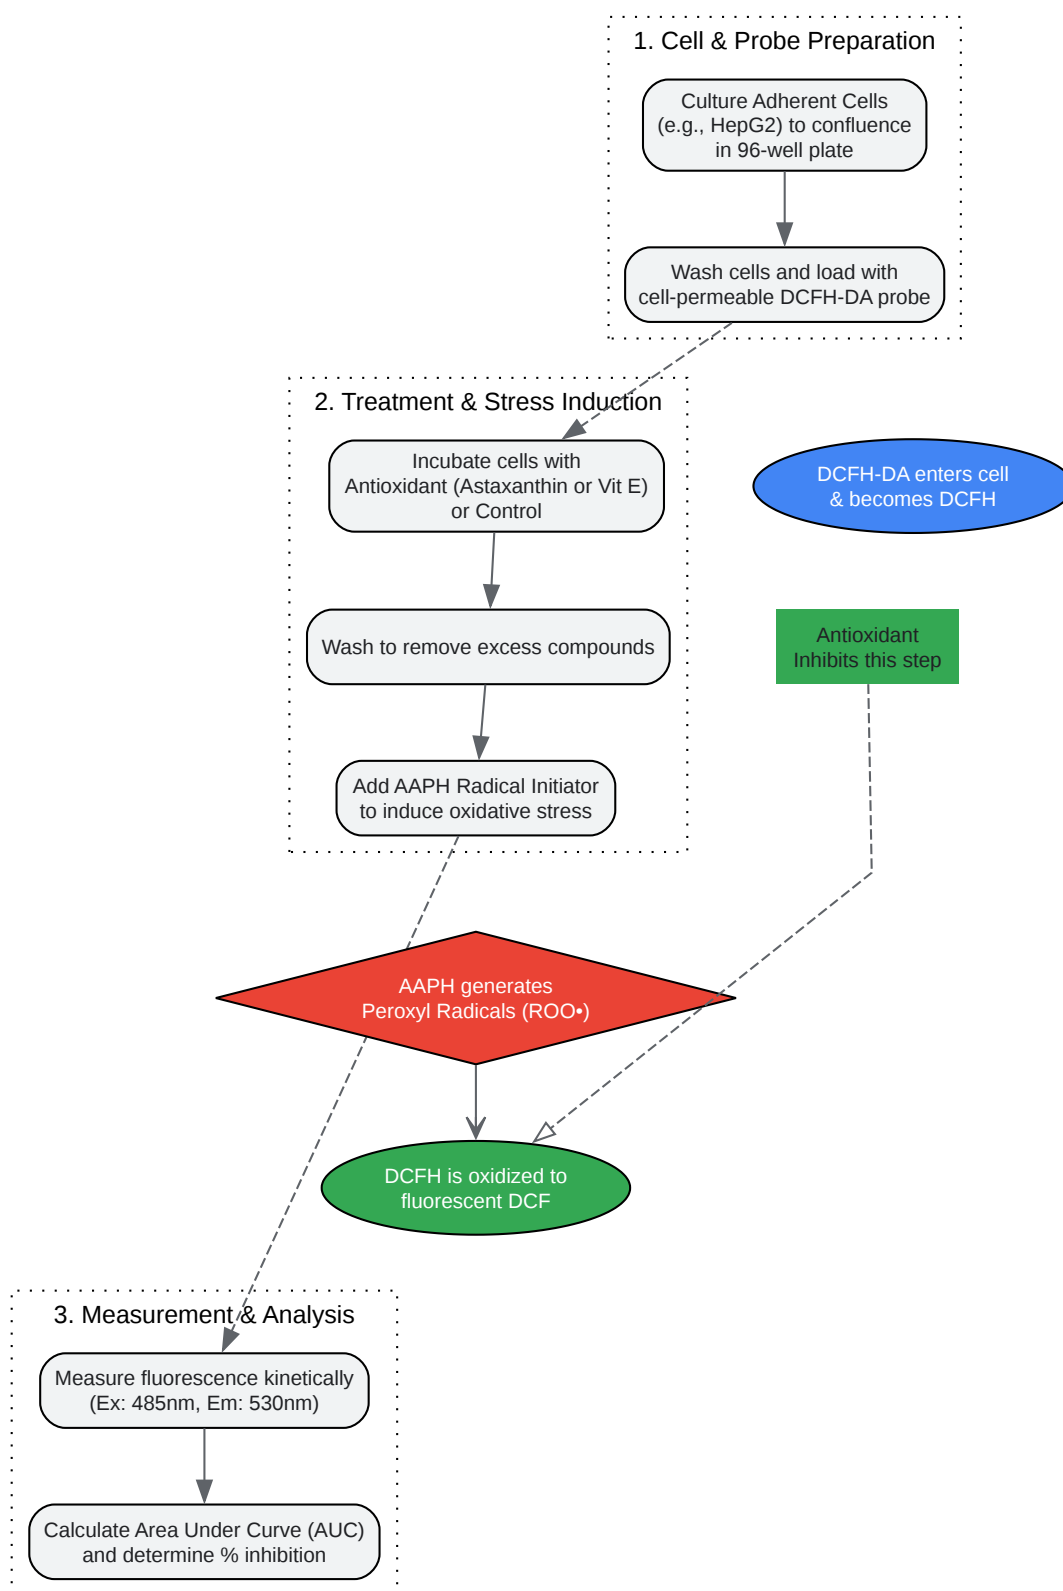 1. Cell & Probe Preparation
Culture Adherent Cells
(e.g., HepG2) to confluence
in 96-well plate
Wash cells and load with
cell-permeable DCFH-DA probe
2. Treatment & Stress Induction
Incubate cells with
Antioxidant (Astaxanthin or Vit E)
or Control
DCFH-DA enters cell
& becomes DCFH
Wash to remove excess compounds
Antioxidant
Inhibits this step
Add AAPH Radical Initiator
to induce oxidative stress
AAPH generates
Peroxyl Radicals (ROO•)
DCFH is oxidized to
fluorescent DCF
3. Measurement & Analysis
Measure fluorescence kinetically
(Ex: 485nm, Em: 530nm)
Calculate Area Under Curve (AUC)
and determine % inhibition